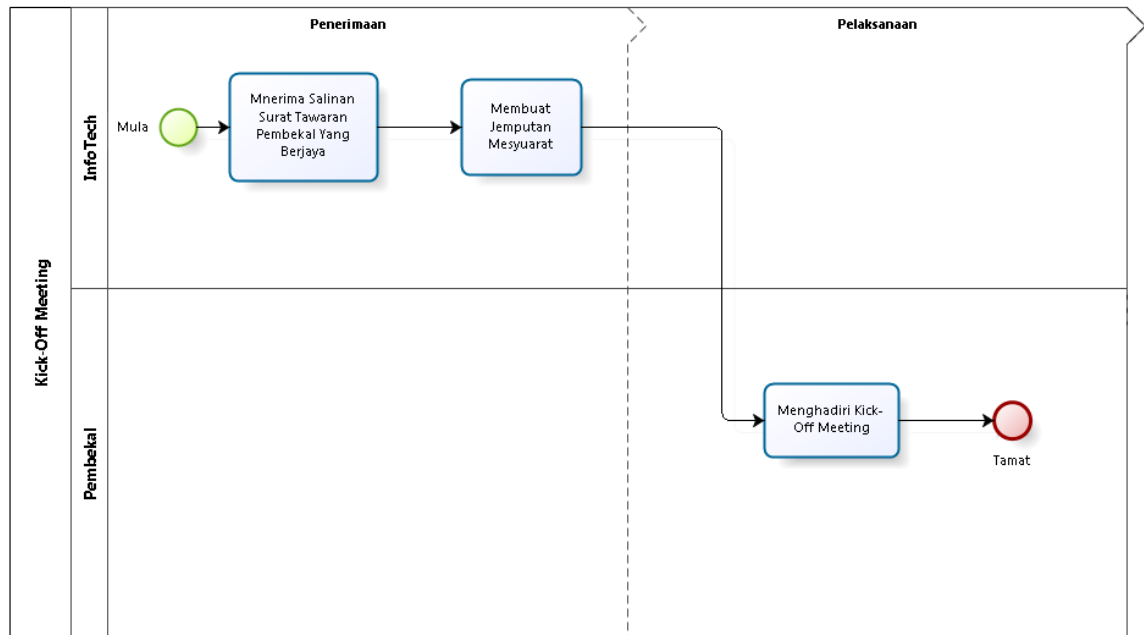 Penerimaan
Pelaksanaan
Kick-Off Meeting
InfoTech
Mula
Mnerima Salinan
Surat Tawaran
Pembekal Yang
Berjaya
Membuat
Jemputan
Mesyuarat
Pembekal
Menghadiri Kick-
Off Meeting
Tamat